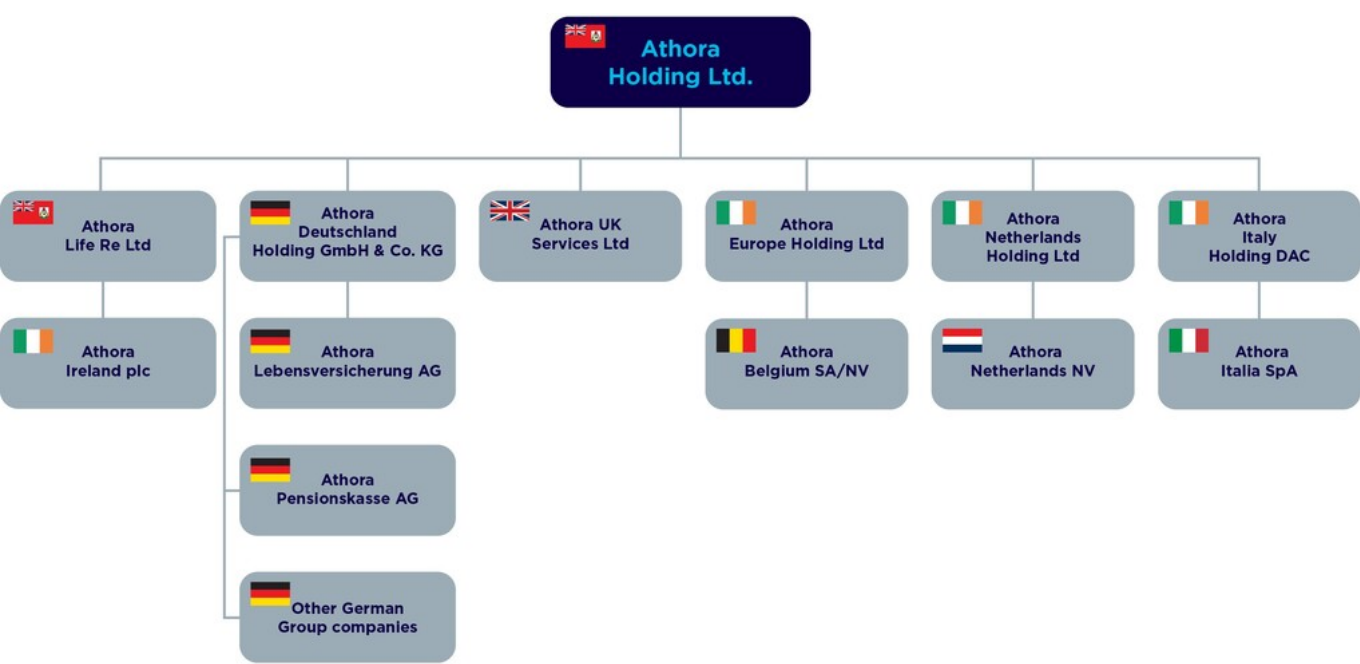 Athora
Holding Ltd.
Athora
Life Re Ltd
Athora
Deutschland
Holding GmbH & Co. KG
Athora UK
Services Ltd
Athora
Europe Holding Ltd
Athora
Netherlands
Holding Ltd
Athora
Italy
Holding DAC
Athora
Ireland plc
Athora
Lebensversicherung AG
Athora
Belgium SA/NV
Athora
Netherlands NV
Athora
Italia SpA
Athora
Pensionskasse AG
Other German
Group companies